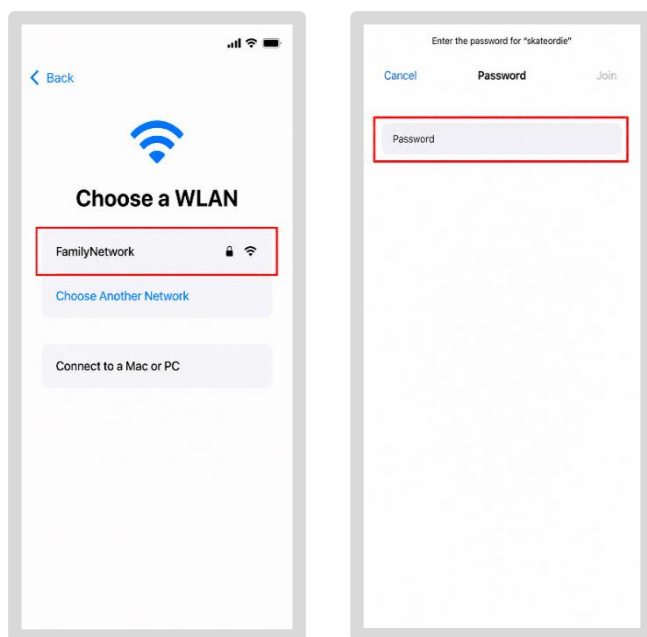 Back
Choose a WLAN
FamilyNetwork
Choose Another Network
Connect to a Mac or PC
Enter the password for “skateordie”
Cancel Password Join
Password